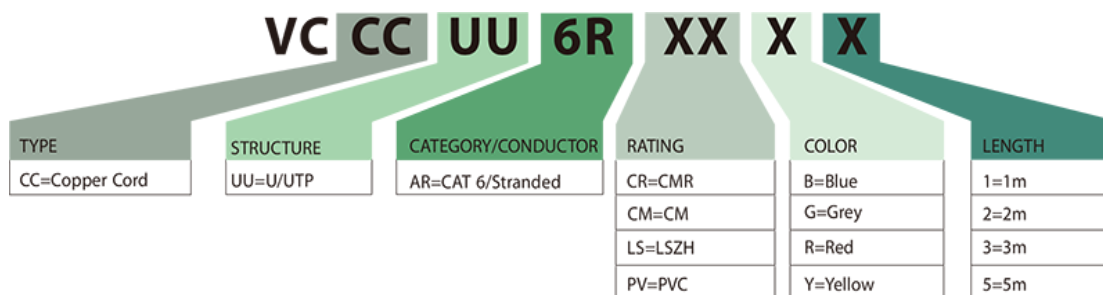 VC CC UU 6R XX X X
TYPE STRUCTURE CATEGORY/CONDUCTOR RATING COLOR LENGTH
CC=Copper Cord UU=U/UTP AR=CAT 6/Stranded CR=CMR B=Blue 1=1m
CM=CM G=Grey 2=2m
LS=LSZH R=Red 3=3m
PV=PVC Y=Yellow 5=5m